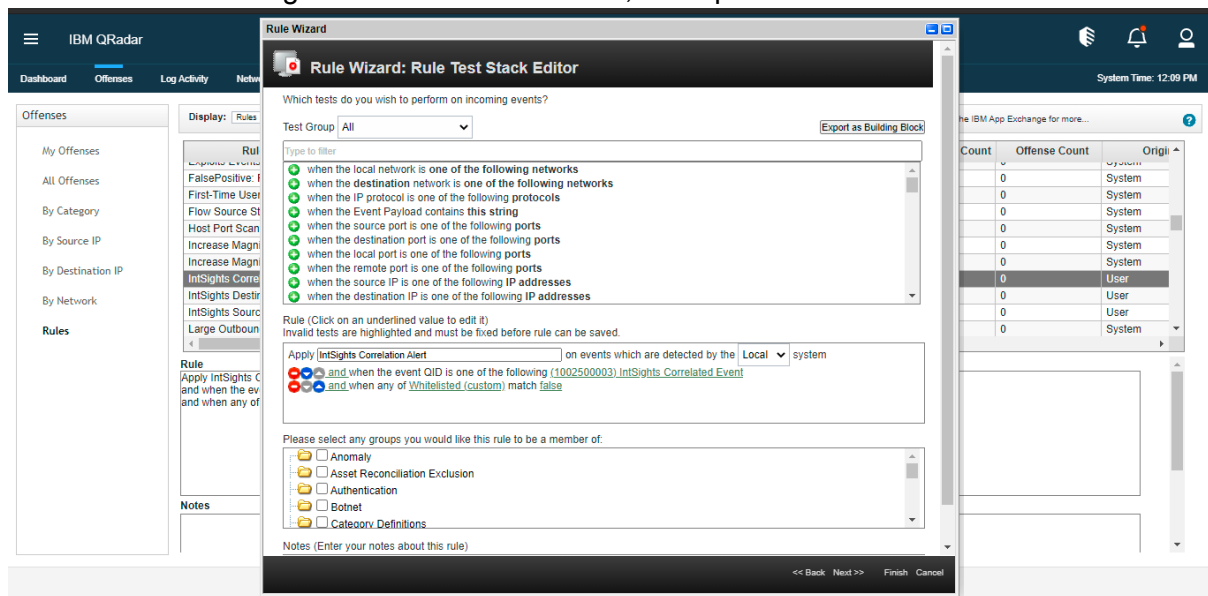 IBM QRadar
Dashboard Offenses Log Activity
System Time: 12:09 PM
Offenses
My Offenses
All Offenses
By Category
By Source IP
By Destination IP
By Network
Rules
Display: Rules
he IBM App Exchange for more...
Count Offense Count
FalsePositive:
First-Time User
Flow Source St
Host Port Scan
Increase Magni
Increase Magni
IntSights Corre
IntSights Destin
IntSights Sourc
Large Outboun
0 System
0 System
0 System
0 System
0 System
0 System
0 User
0 User
0 User
0 System
Rule
Apply IntSights C
and when the ev
and when any of
Notes
Rule Wizard
Rule Wizard: Rule Test Stack Editor
Which tests do you wish to perform on incoming events?
Test Group All Export as Building Block
Type to filter
when the local network is one of the following networks
when the destination network is one of the following networks
when the IP protocol is one of the following protocols
when the Event Payload contains this string
when the source port is one of the following ports
when the destination port is one of the following ports
when the local port is one of the following ports
when the remote port is one of the following ports
when the source IP is one of the following IP addresses
when the destination IP is one of the following IP addresses
Rule (Click on an underlined value to edit it)
Invalid tests are highlighted and must be fixed before rule can be saved.
Apply IntSights Correlation Alert on events which are detected by the Local system
and when the event QID is one of the following (1002500003) IntSights Correlated Event
and when any of Whitelisted (custom) match false
Please select any groups you would like this rule to be a member of:
Anomaly
Asset Reconciliation Exclusion
Authentication
Botnet
Category Definitions
Notes (Enter your notes about this rule)
<< Back Next >> Finish Cancel